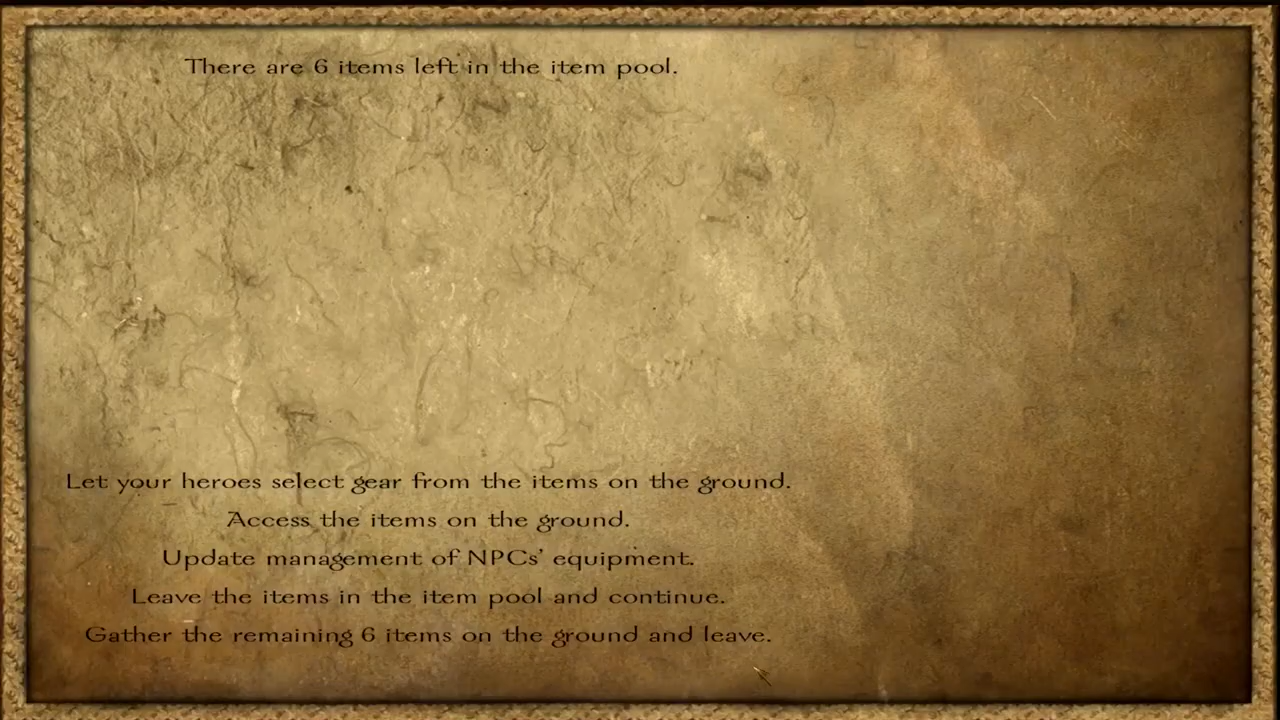 There are 6 items left in the item pool.
Let your heroes select gear from the items on the ground.
Access the items on the ground.
Update management of NPCs' equipment.
Leave the items in the item pool and continue.
Gather the remaining 6 items on the ground and leave.